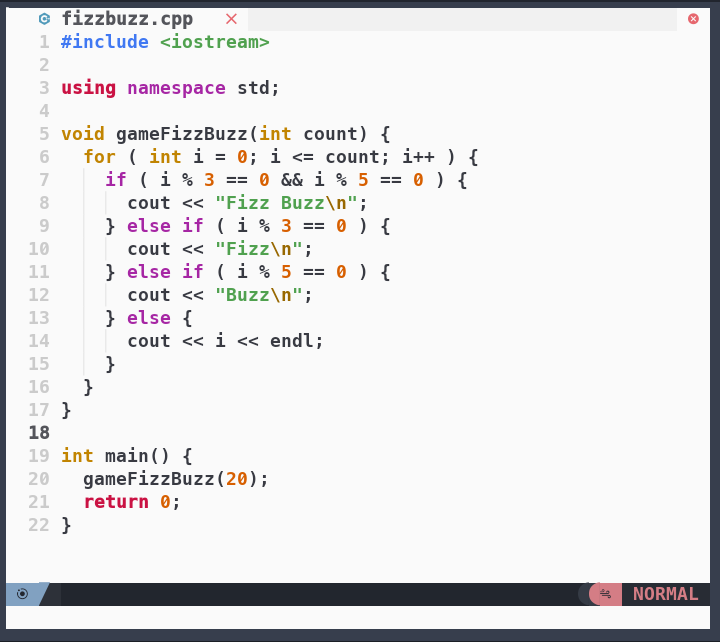 fizzbuzz.cpp
1 #include <iostream>
2
3 using namespace std;
4
5 void gameFizzBuzz(int count) {
6   for ( int i = 0; i <= count; i++ ) {
7     if ( i % 3 == 0 && i % 5 == 0 ) {
8       cout << "Fizz Buzz\n";
9     } else if ( i % 3 == 0 ) {
10       cout << "Fizz\n";
11     } else if ( i % 5 == 0 ) {
12       cout << "Buzz\n";
13     } else {
14       cout << i << endl;
15     }
16   }
17 }
18
19 int main() {
20   gameFizzBuzz(20);
21   return 0;
22 }
NORMAL